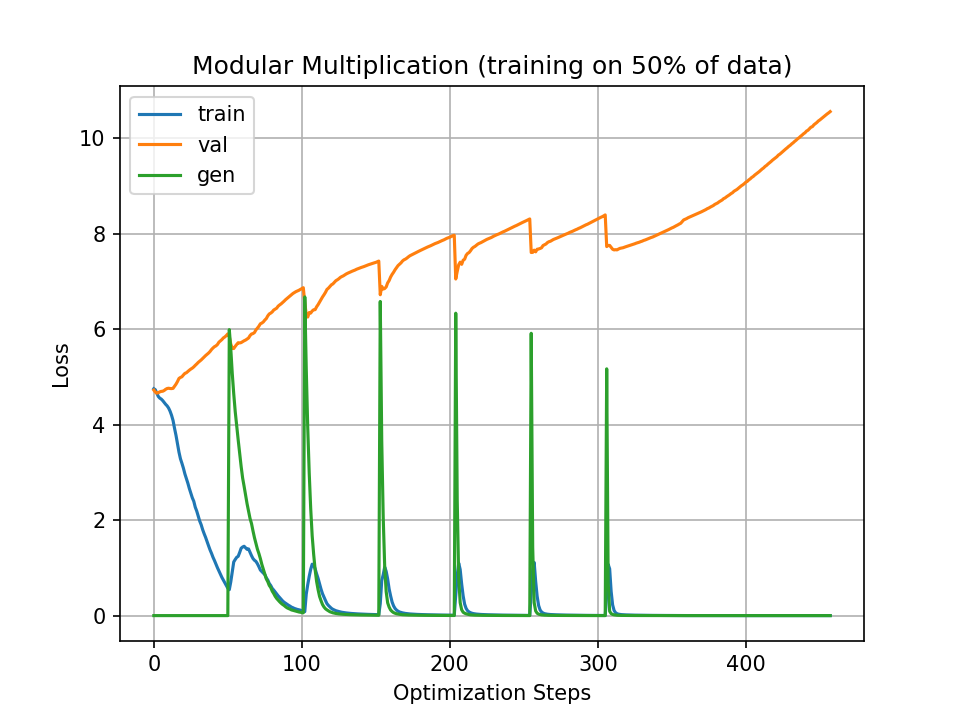 Modular Multiplication (training on 50% of data)
train
val
gen
10
8
6
4
2
0
Loss
0 100 200 300 400
Optimization Steps